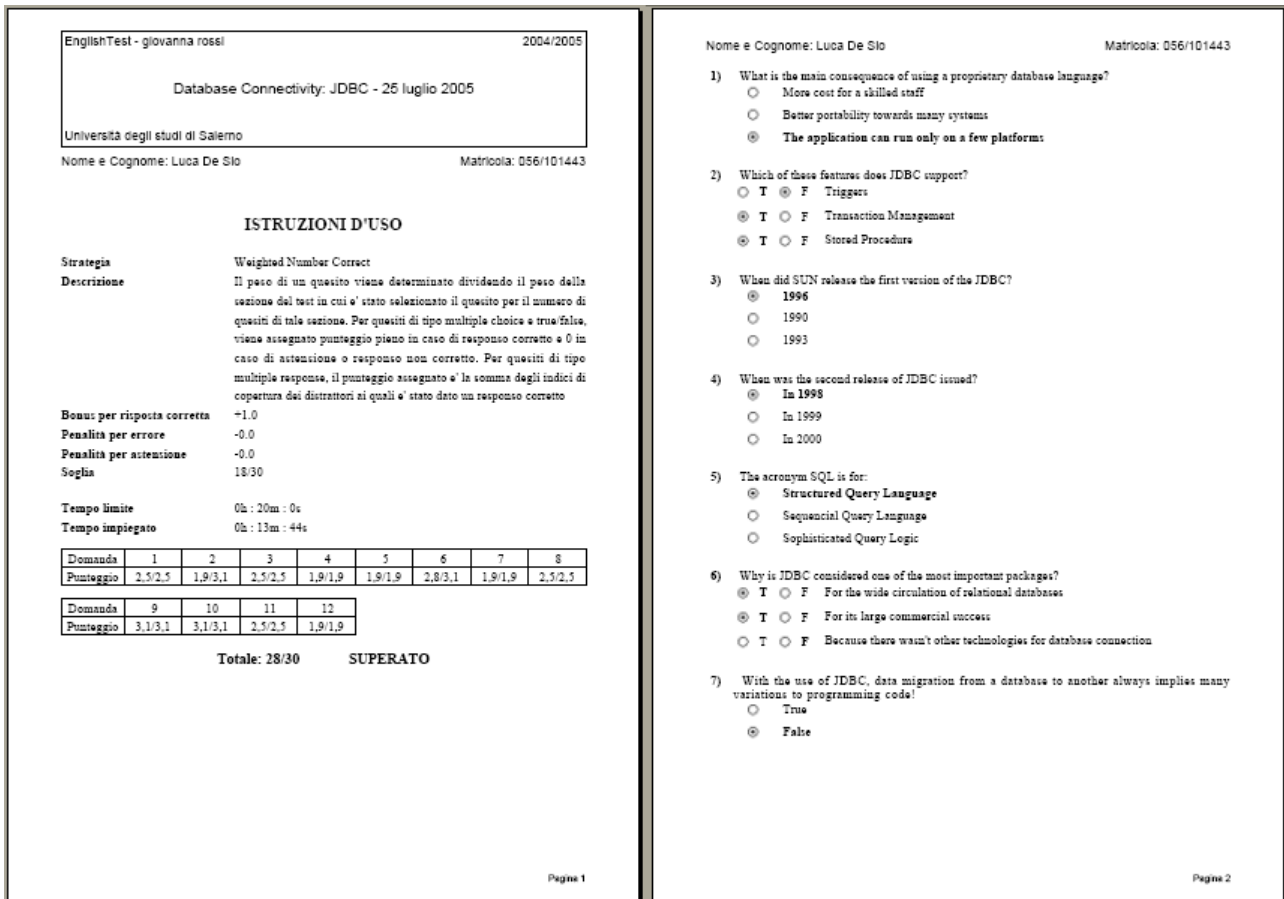 EnglishTest - giovanna rossi 2004/2005
Database Connectivity: JDBC - 25 luglio 2005
Università degli studi di Salerno
Nome e Cognome: Luca De Sio Matricola: 056/101443
ISTRUZIONI D'USO
Strategia Weighted Number Correct
Descrizione Il peso di un quesito viene determinato dividendo il peso della
sezione del test in cui e' stato selezionato il quesito per il numero di
quesiti di tale sezione. Per quesiti di tipo multiple choice e true/false,
viene assegnato punteggio pieno in caso di responso corretto e 0 in
caso di astensione o responso non corretto. Per quesiti di tipo
multiple response, il punteggio assegnato e' la somma degli indici di
copertura dei distrattori ai quali e' stato dato un responso corretto
Bonus per risposta corretta +1.0
Penalità per errore -0.0
Penalità per astensione -0.0
Soglia 18/30
Tempo limite 0h : 20m : 0s
Tempo impiegato 0h : 13m : 44s
Domanda 1 2 3 4 5 6 7 8
Punteggio 2,5/2,5 1,9/3,1 2,5/2,5 1,9/1,9 1,9/1,9 2,8/3,1 1,9/1,9 2,5/2,5
Domanda 9 10 11 12
Punteggio 3,1/3,1 3,1/3,1 2,5/2,5 1,9/1,9
Totale: 28/30 SUPERATO
Pagina 1
Nome e Cognome: Luca De Sio Matricola: 056/101443
1) What is the main consequence of using a proprietary database language?
More cost for a skilled staff
Better portability towards many systems
The application can run only on a few platforms
2) Which of these features does JDBC support?
T F Triggers
T F Transaction Management
T F Stored Procedure
3) When did SUN release the first version of the JDBC?
1996
1990
1993
4) When was the second release of JDBC issued?
In 1998
In 1999
In 2000
5) The acronym SQL is for:
Structured Query Language
Sequencial Query Language
Sophisticated Query Logic
6) Why is JDBC considered one of the most important packages?
T F For the wide circulation of relational databases
T F For its large commercial success
T F Because there wasn't other technologies for database connection
7) With the use of JDBC, data migration from a database to another always implies many
variations to programming code!
True
False
Pagina 2